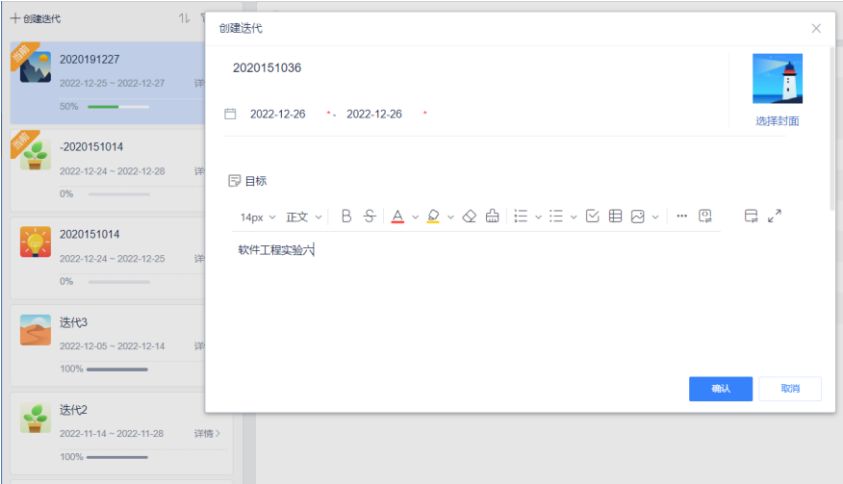 创建迭代
当前
2020191227
2022-12-25 ~ 2022-12-27
详
50%
当前
-2020151014
2022-12-24 ~ 2022-12-28
详
0%
2020151014
2022-12-24 ~ 2022-12-25
详
0%
迭代3
2022-12-05 ~ 2022-12-14
详
100%
迭代2
2022-11-14 ~ 2022-11-28
详情>
100%
创建迭代
2020151036
2022-12-26 * - 2022-12-26 *
选择封面
目标
14px 正文 B S A
软件工程实验六
确认 取消